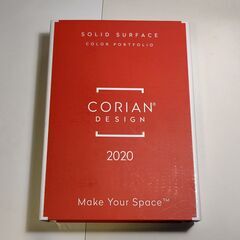 SOLID SURFACE
COLOR PORTFOLIO
CORIAN®
DESIGN
2020
Make Your Space™